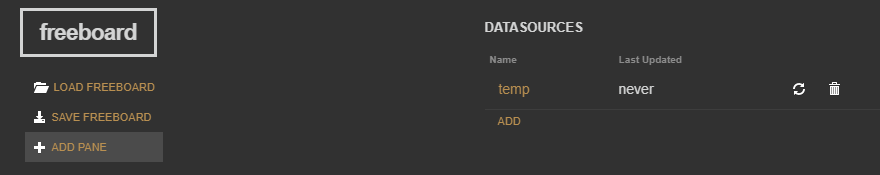 freeboard
LOAD FREEBOARD
SAVE FREEBOARD
ADD PANE
DATASOURCES
Name Last Updated
temp never
ADD